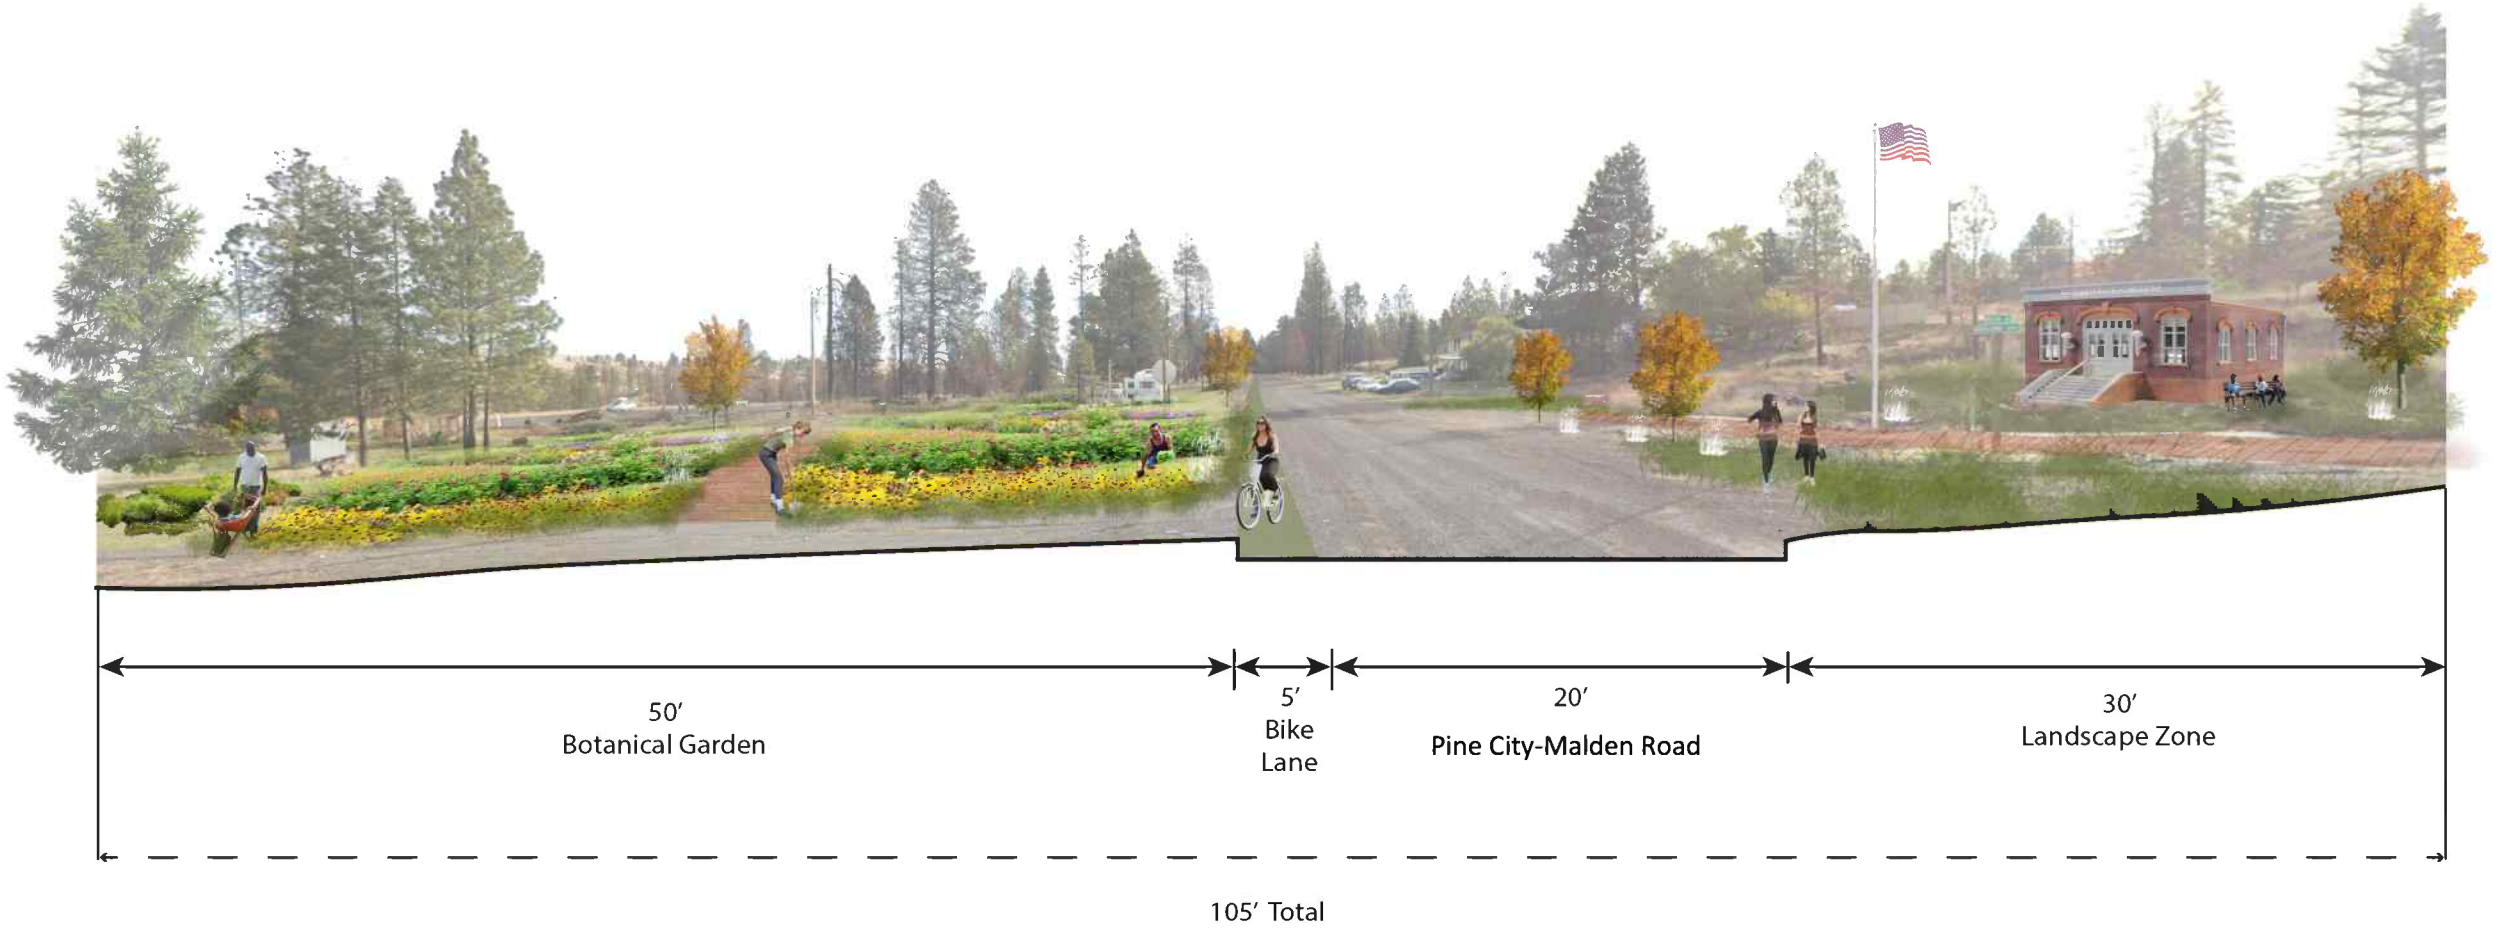 50′
Botanical Garden
5′
Bike
Lane
20′
Pine City-Malden Road
30′
Landscape Zone
105′ Total